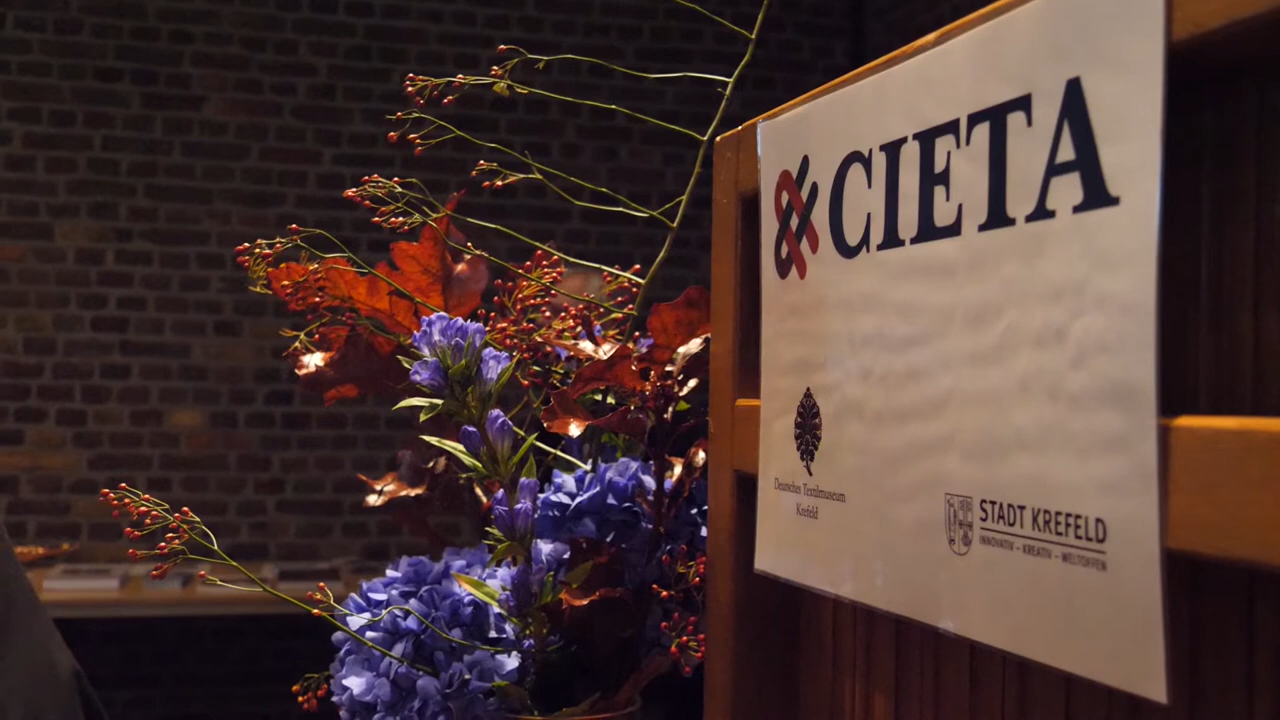 CIETA
Deutsches Textilmuseum
Krefeld
STADT KREFELD
INNOVATIV – KREATIV – WELTOFFEN